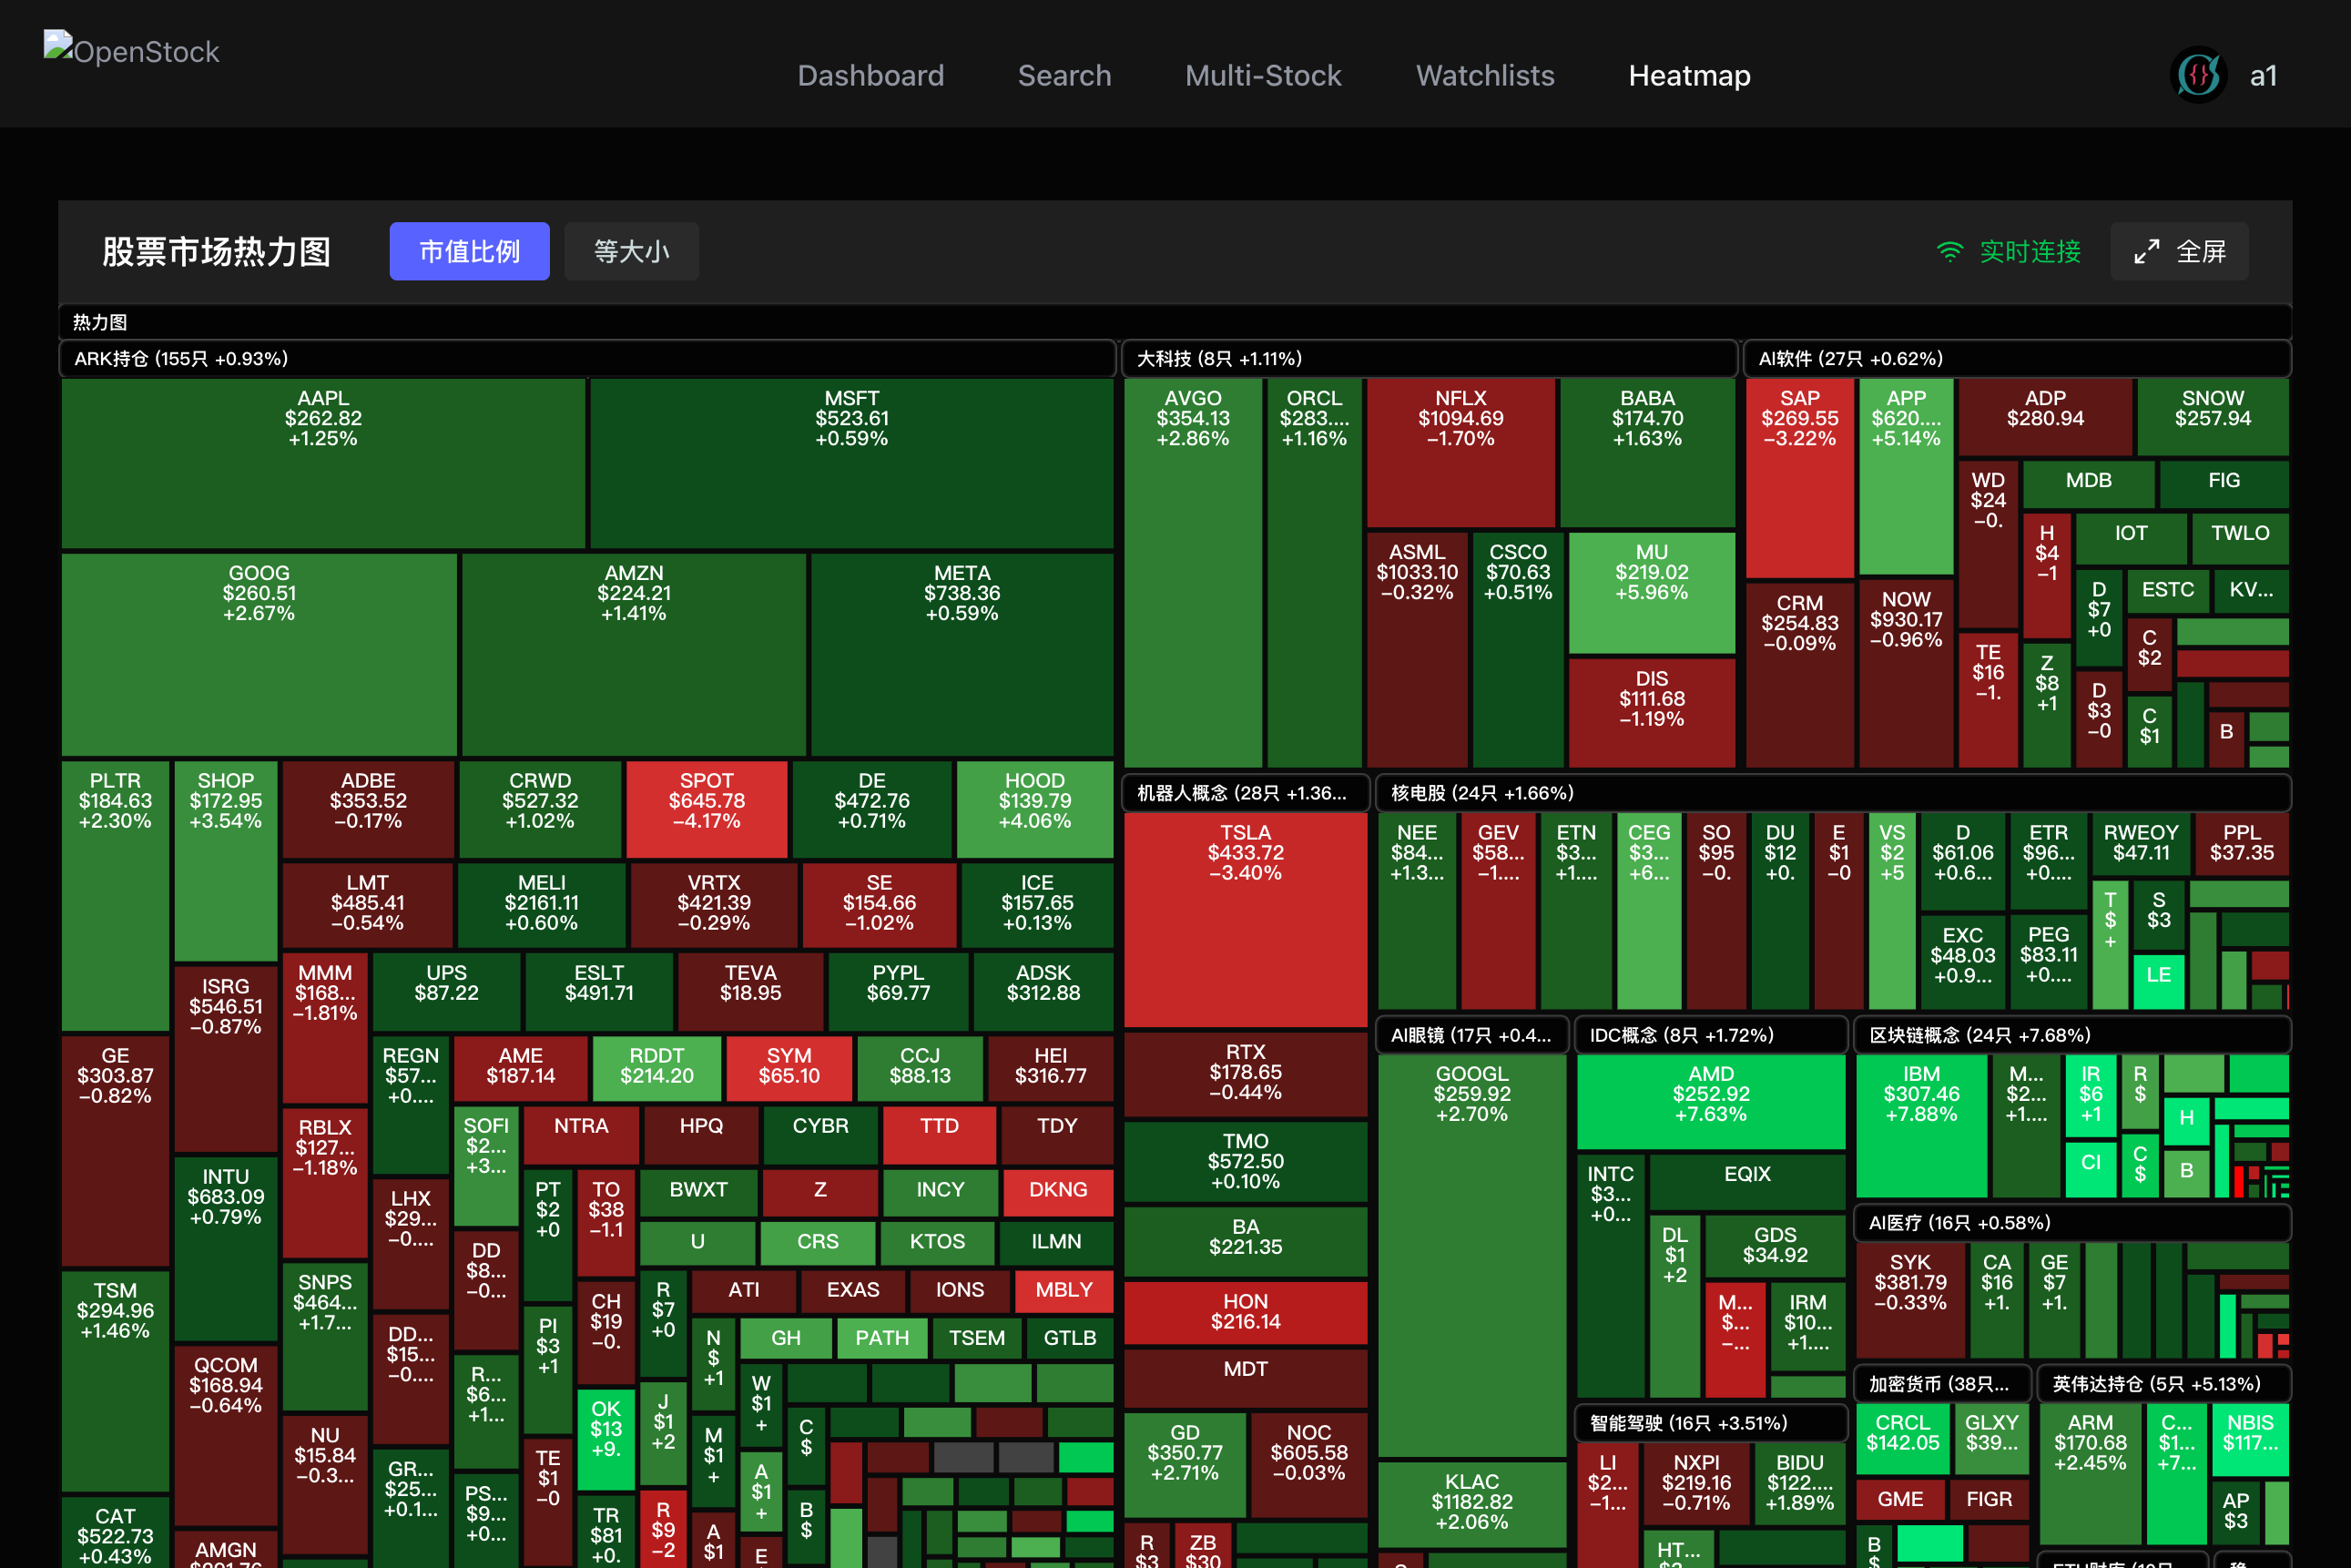 OpenStock
Dashboard
Search
Multi-Stock
Watchlists
Heatmap
a1
股票市场热力图
市值比例
等大小
实时连接
全屏
热力图
ARK持仓 (155只 +0.93%)
AAPL
$262.82
+1.25%
MSFT
$523.61
+0.59%
GOOG
$260.51
+2.67%
AMZN
$224.21
+1.41%
META
$738.36
+0.59%
PLTR
$184.63
+2.30%
SHOP
$172.95
+3.54%
ADBE
$353.52
−0.17%
CRWD
$527.32
+1.02%
SPOT
$645.78
−4.17%
DE
$472.76
+0.71%
HOOD
$139.79
+4.06%
LMT
$485.41
−0.54%
MELI
$2161.11
+0.60%
VRTX
$421.39
−0.29%
SE
$154.66
−1.02%
ICE
$157.65
+0.13%
ISRG
$546.51
−0.87%
MMM
$168...
−1.81%
UPS
$87.22
ESLT
$491.71
TEVA
$18.95
PYPL
$69.77
ADSK
$312.88
GE
$303.87
−0.82%
REGN
$57...
+0....
AME
$187.14
RDDT
$214.20
SYM
$65.10
CCJ
$88.13
HEI
$316.77
RBLX
$127...
−1.18%
SOFI
$2...
+3...
NTRA
HPQ
CYBR
TTD
TDY
INTU
$683.09
+0.79%
LHX
$29...
−0....
PT
$2
+0
TO
$38
−1.1
BWXT
Z
INCY
DKNG
DD
$8...
−0...
U
CRS
KTOS
ILMN
TSM
$294.96
+1.46%
SNPS
$464...
+1.7...
CH
$19
−0.
R
$7
+0
ATI
EXAS
IONS
MBLY
DD...
$15...
−0....
PI
$3
+1
N
$
+1
GH
PATH
TSEM
GTLB
QCOM
$168.94
−0.64%
R...
$6...
+1...
OK
$13
+9.
J
$1
+2
W
$1
+
NU
$15.84
−0.3...
GR...
$25...
+0.1...
TE
$1
−0
M
$1
+
C
$
PS...
$9...
+0...
A
$1
+
CAT
$522.73
+0.43%
AMGN
TR
$81
+0.
R
$9
−2
A
$1
B
$
E
大科技 (8只 +1.11%)
AVGO
$354.13
+2.86%
ORCL
$283....
+1.16%
NFLX
$1094.69
−1.70%
BABA
$174.70
+1.63%
ASML
$1033.10
−0.32%
CSCO
$70.63
+0.51%
MU
$219.02
+5.96%
DIS
$111.68
−1.19%
AI软件 (27只 +0.62%)
SAP
$269.55
−3.22%
APP
$620....
+5.14%
ADP
$280.94
SNOW
$257.94
WD
$24
−0.
MDB
FIG
H
$4
−1
IOT
TWLO
CRM
$254.83
−0.09%
NOW
$930.17
−0.96%
D
$7
+0
ESTC
KV...
TE
$16
−1.
Z
$8
+1
C
$2
D
$3
−0
C
$1
B
机器人概念 (28只 +1.36...
TSLA
$433.72
−3.40%
RTX
$178.65
−0.44%
TMO
$572.50
+0.10%
BA
$221.35
HON
$216.14
MDT
GD
$350.77
+2.71%
NOC
$605.58
−0.03%
R
$3
ZB
$30
核电股 (24只 +1.66%)
NEE
$84...
+1.3...
GEV
$58...
−1....
ETN
$3...
+1....
CEG
$3...
+6...
SO
$95
−0.
DU
$12
+0.
E
$1
−0
VS
$2
+5
D
$61.06
+0.6...
ETR
$96...
+0....
RWEOY
$47.11
PPL
$37.35
EXC
$48.03
+0.9...
PEG
$83.11
+0....
T
$
+
S
$3
LE
AI眼镜 (17只 +0.4...
GOOGL
$259.92
+2.70%
KLAC
$1182.82
+2.06%
IDC概念 (8只 +1.72%)
AMD
$252.92
+7.63%
INTC
$3...
+0...
EQIX
DL
$1
+2
GDS
$34.92
M...
$...
−...
IRM
$10...
+1....
区块链概念 (24只 +7.68%)
IBM
$307.46
+7.88%
M...
$2...
+1....
IR
$6
+1
R
$
H
CI
C
$
B
AI医疗 (16只 +0.58%)
SYK
$381.79
−0.33%
CA
$16
+1.
GE
$7
+1.
智能驾驶 (16只 +3.51%)
LI
$2...
−1...
NXPI
$219.16
−0.71%
BIDU
$122....
+1.89%
HT...
加密货币 (38只...
CRCL
$142.05
GLXY
$39...
GME
FIGR
B
$
英伟达持仓 (5只 +5.13%)
ARM
$170.68
+2.45%
C...
$1...
+7...
NBIS
$117...
AP
$3